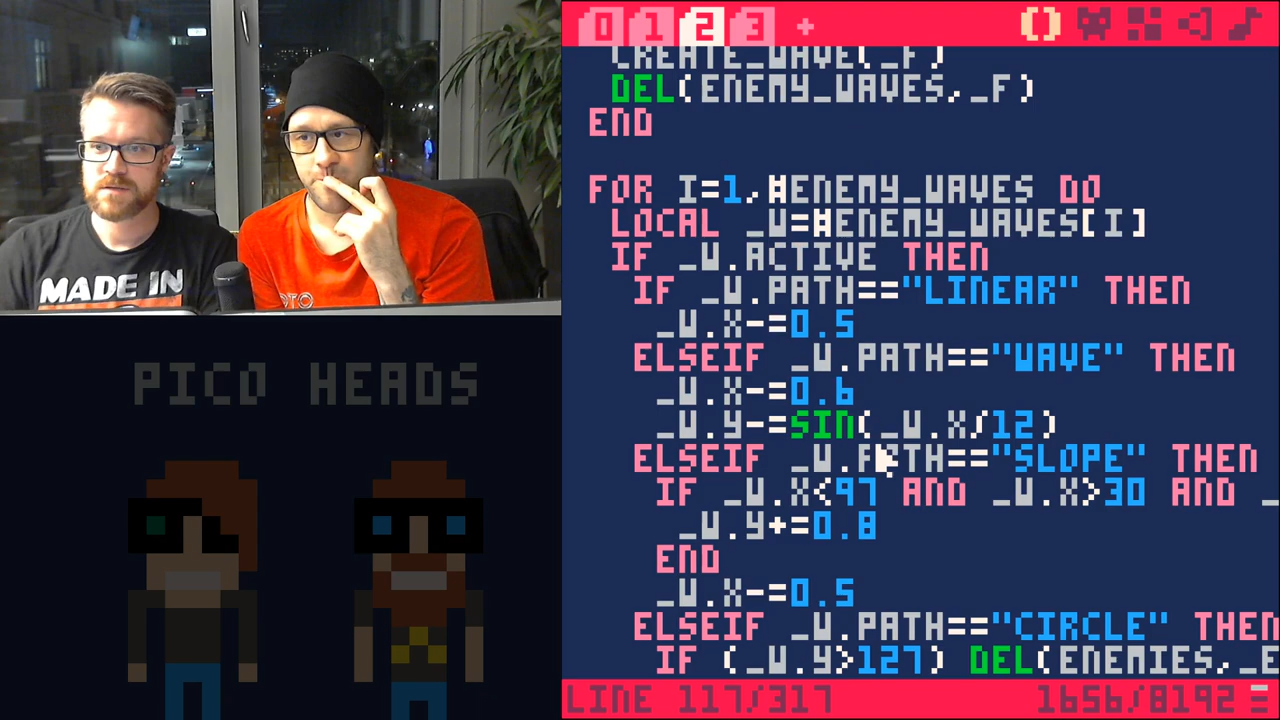 MADE IN
PICO HEADS
0 1 2 3 +
CREATE_WAVE(_F)
DEL(ENEMY_WAVES,_F)
END
FOR I=1,#ENEMY_WAVES DO
LOCAL _W=#ENEMY_WAVES[I]
IF _W.ACTIVE THEN
IF _W.PATH=="LINEAR" THEN
_W.X-=0.5
ELSEIF _W.PATH=="WAVE" THEN
_W.X-=0.6
_W.Y-=SIN(_W.X/12)
ELSEIF _W.PATH=="SLOPE" THEN
IF _W.X<97 AND _W.X>30 AND _
_W.Y+=0.8
END
_W.X-=0.5
ELSEIF _W.PATH=="CIRCLE" THEN
IF (_W.Y>127) DEL(ENEMIES,_E
LINE 117/317
1656/8192